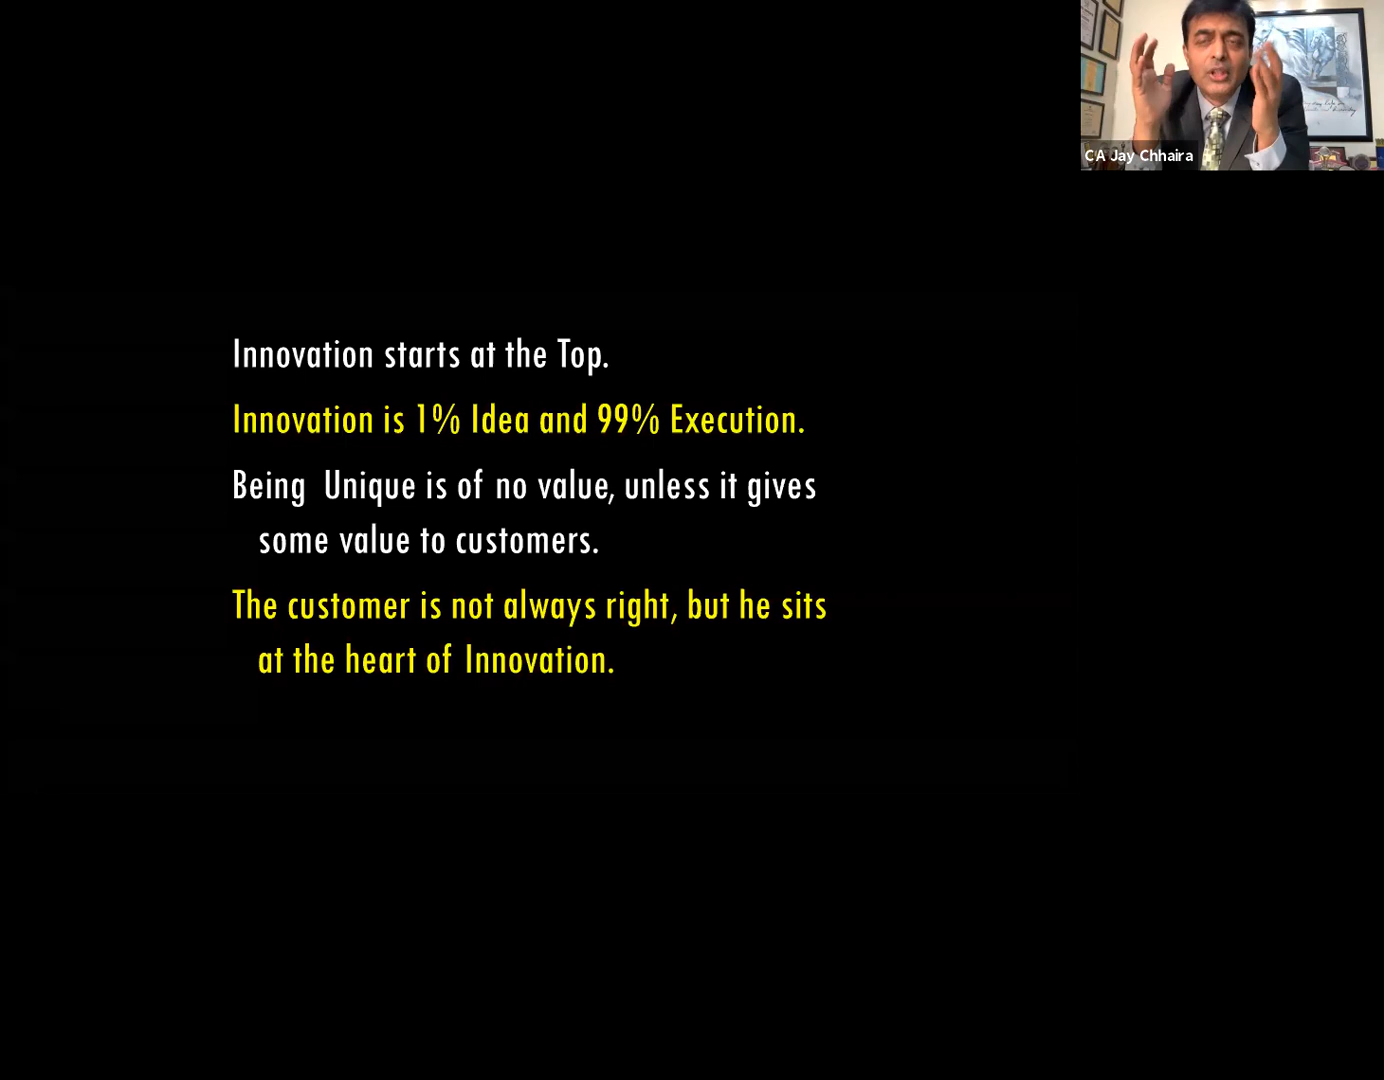 CA Jay Chhaira
Innovation starts at the Top.
Innovation is 1% Idea and 99% Execution.
Being  Unique is of no value, unless it gives
some value to customers.
The customer is not always right, but he sits
at the heart of Innovation.